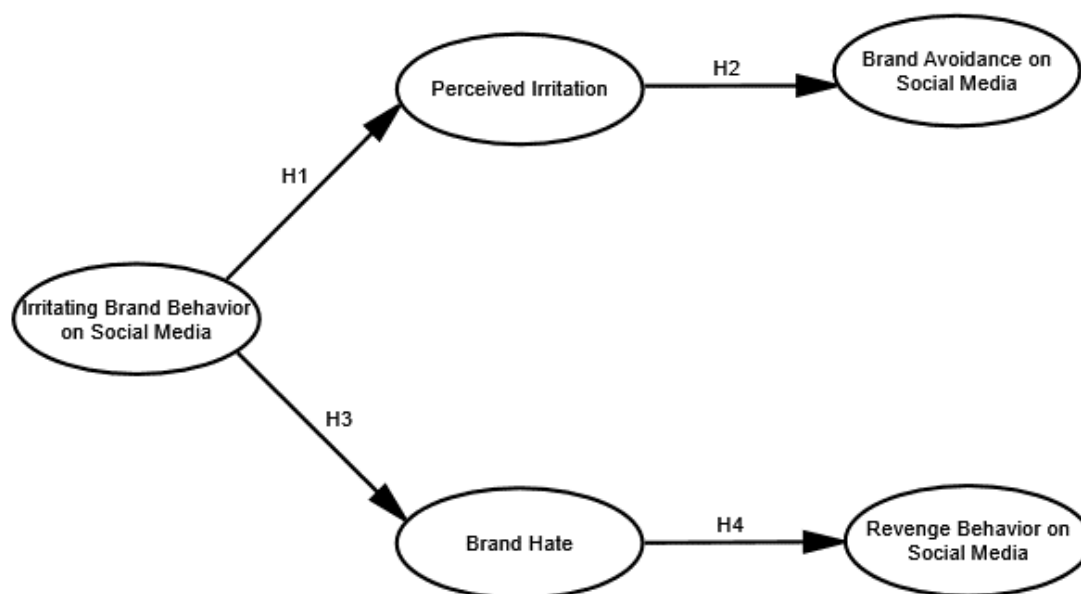 Perceived Irritation
H2
Brand Avoidance on
Social Media
H1
Irritating Brand Behavior
on Social Media
H3
Brand Hate
H4
Revenge Behavior on
Social Media